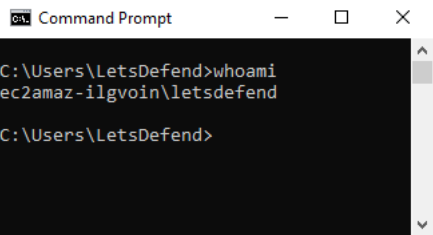 Command Prompt
C:\Users\LetsDefend>whoami
ec2amaz-ilgvoin\letsdefend
C:\Users\LetsDefend>